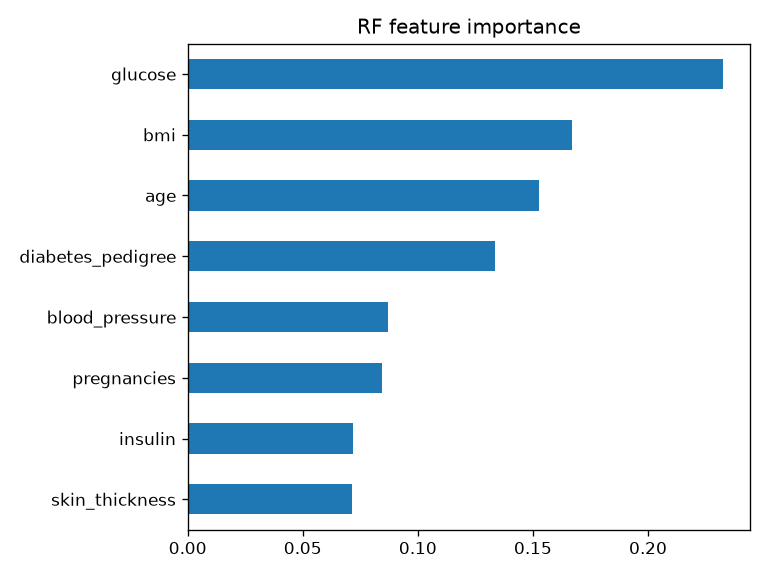 RF feature importance
glucose
bmi
age
diabetes_pedigree
blood_pressure
pregnancies
insulin
skin_thickness
0.00 0.05 0.10 0.15 0.20